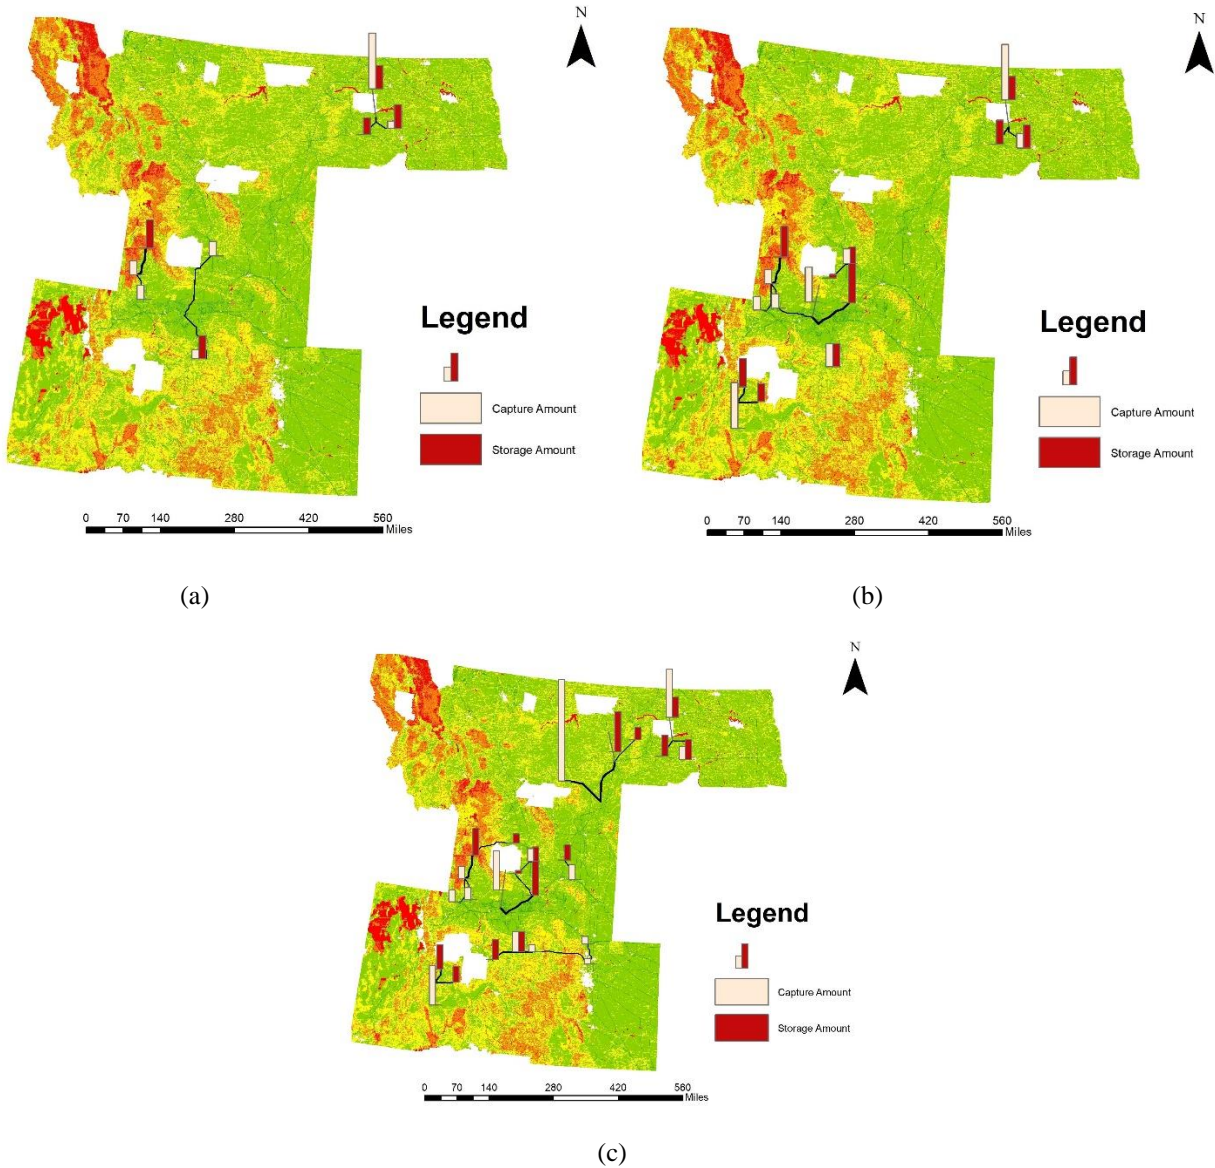 N
Legend
Capture Amount
Storage Amount
0 70 140 280 420 560
Miles
(a)
N
Legend
Capture Amount
Storage Amount
0 70 140 280 420 560
Miles
(b)
N
Legend
Capture Amount
Storage Amount
0 70 140 280 420 560
Miles
(c)